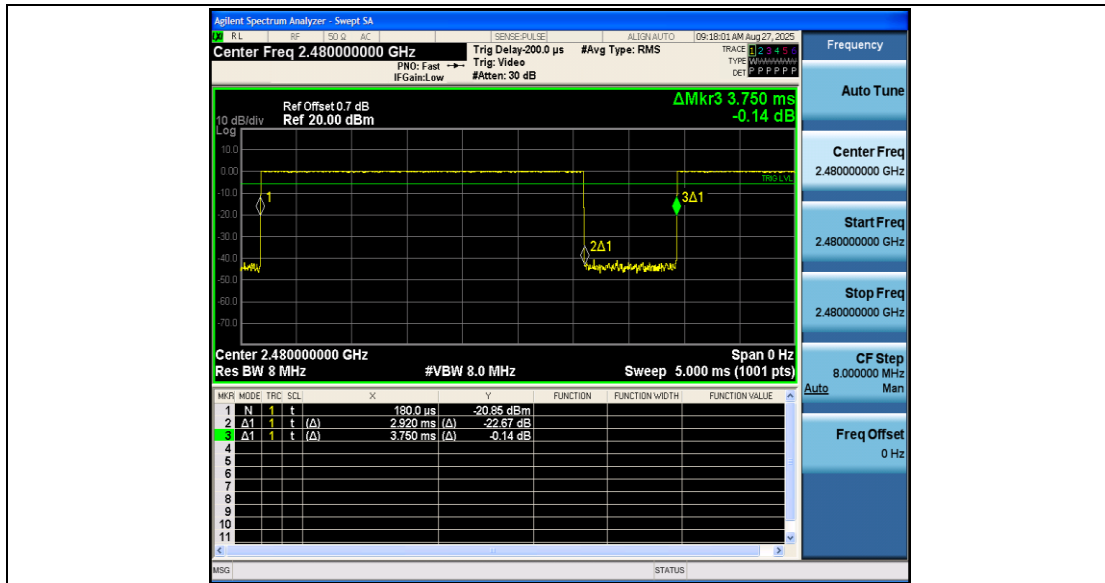 Agilent Spectrum Analyzer - Swept SA
LXI RL RF 50 Ω AC SENSE:PULSE ALIGN AUTO 09:18:01 AM Aug 27, 2025
Center Freq 2.480000000 GHz
PNO: Fast
IFGain:Low
Trig Delay-200.0 µs
Trig: Video
#Atten: 30 dB
#Avg Type: RMS
TRACE 1 2 3 4 5 6
TYPE
DET P P P P P P
ΔMkr3 3.750 ms
-0.14 dB
Ref Offset 0.7 dB
10 dB/div Ref 20.00 dBm
Log
10.0
0.00
TRIG LVL
-10.0
1
3Δ1
-20.0
-30.0
2Δ1
-40.0
-50.0
-60.0
-70.0
Center 2.480000000 GHz Span 0 Hz
Res BW 8 MHz #VBW 8.0 MHz Sweep 5.000 ms (1001 pts)
MKR MODE TRC SCL X Y FUNCTION FUNCTION WIDTH FUNCTION VALUE
1 N 1 t 180.0 µs -20.85 dBm
2 Δ1 1 t (Δ) 2.920 ms (Δ) -22.67 dB
3 Δ1 1 t (Δ) 3.750 ms (Δ) -0.14 dB
4
5
6
7
8
9
10
11
MSG STATUS
Frequency
Auto Tune
Center Freq
2.480000000 GHz
Start Freq
2.480000000 GHz
Stop Freq
2.480000000 GHz
CF Step
8.000000 MHz
Auto Man
Freq Offset
0 Hz